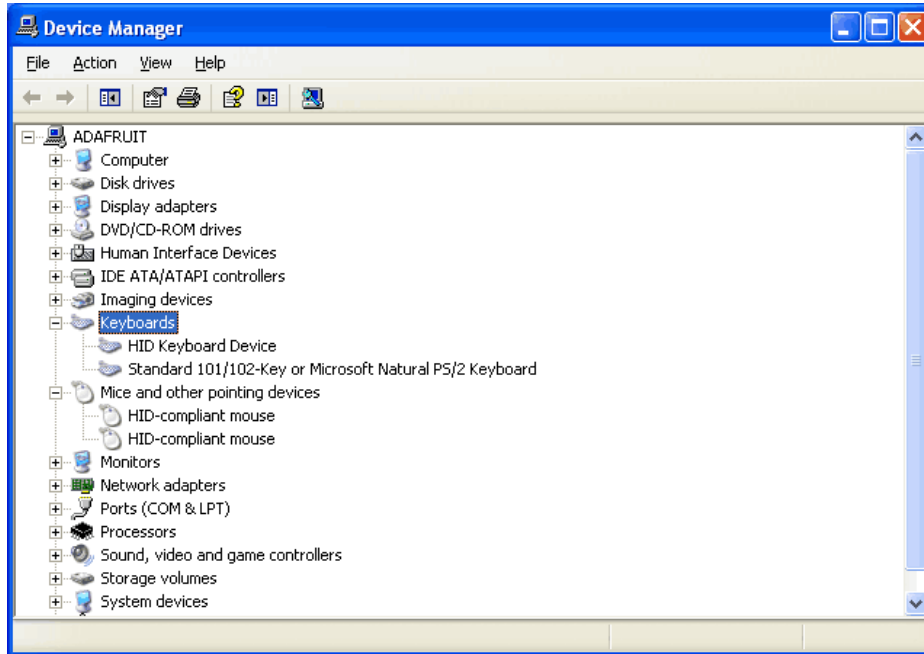 Device Manager
File Action View Help
ADAFRUIT
Computer
Disk drives
Display adapters
DVD/CD-ROM drives
Human Interface Devices
IDE ATA/ATAPI controllers
Imaging devices
Keyboards
HID Keyboard Device
Standard 101/102-Key or Microsoft Natural PS/2 Keyboard
Mice and other pointing devices
HID-compliant mouse
HID-compliant mouse
Monitors
Network adapters
Ports (COM & LPT)
Processors
Sound, video and game controllers
Storage volumes
System devices